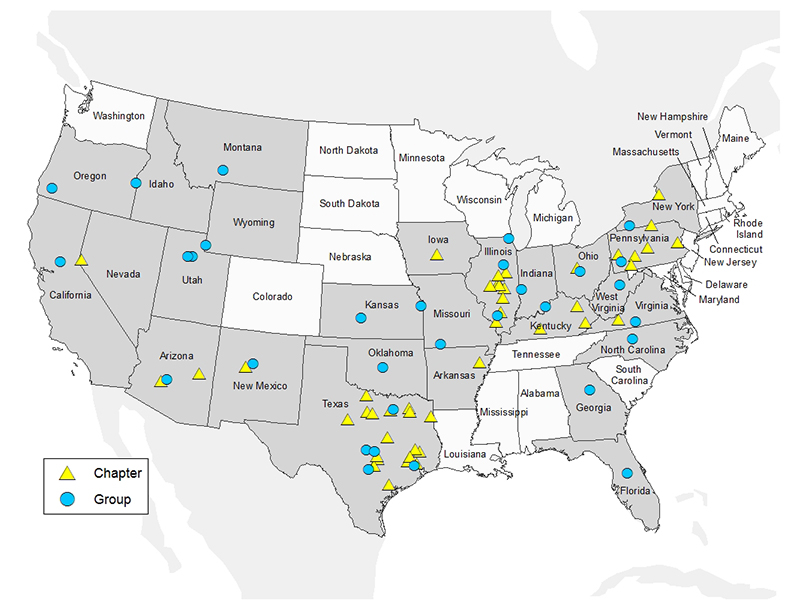 New Hampshire
Vermont
Massachusetts
Maine
Washington
Montana
North Dakota
Minnesota
Oregon
Idaho
South Dakota
Wisconsin
Michigan
New York
Wyoming
Rhode
Island
Connecticut
New Jersey
Delaware
Maryland
Iowa
Nebraska
Illinois
Indiana
Ohio
Pennsylvania
Nevada
Utah
Colorado
California
Kansas
Missouri
West
Virginia
Virginia
Kentucky
Arizona
New Mexico
Oklahoma
Arkansas
Tennessee
North Carolina
South
Carolina
Texas
Mississippi
Alabama
Georgia
Louisiana
Florida
Chapter
Group